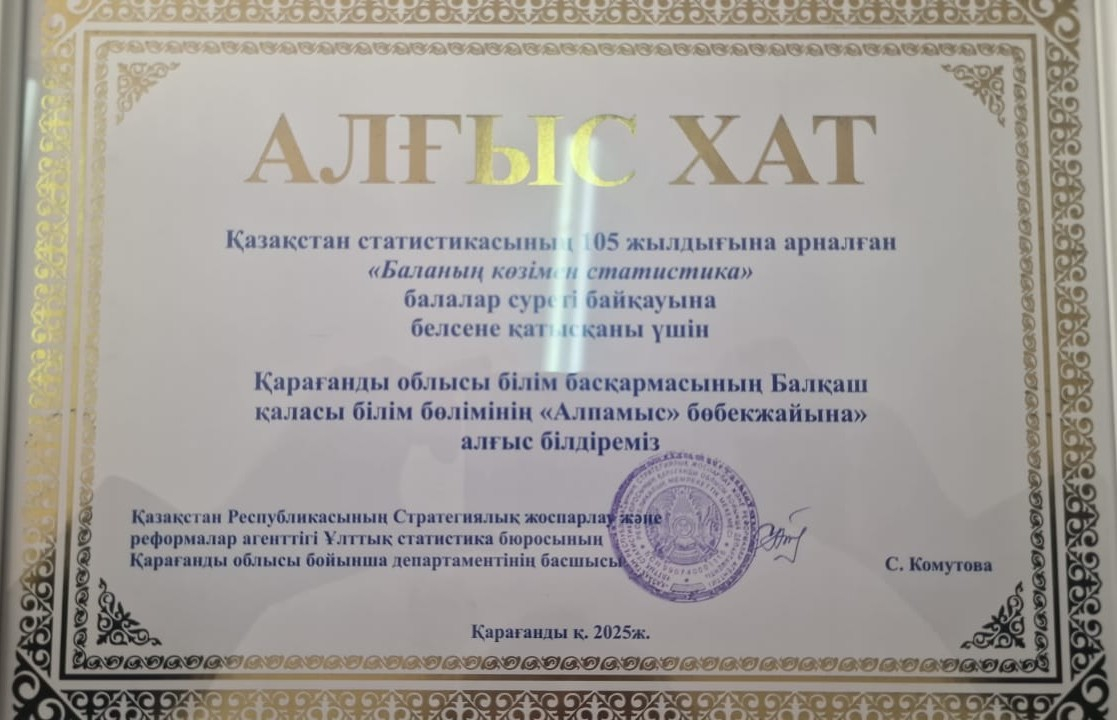 АЛҒЫС ХАТ
Қазақстан статистикасының 105 жылдығына арналған
«Баланың көзімен статистика»
балалар суреті байқауына
белсене қатысқаны үшін
Қарағанды облысы білім басқармасының Балқаш
қаласы білім бөлімінің «Алпамыс» бөбекжайына»
алғыс білдіреміз
Қазақстан Республикасының Стратегиялық жоспарлау және
реформалар агенттігі Ұлттық статистика бюросының
Қарағанды облысы бойынша департаментінің басшысы
С. Комутова
Қарағанды қ. 2025ж.